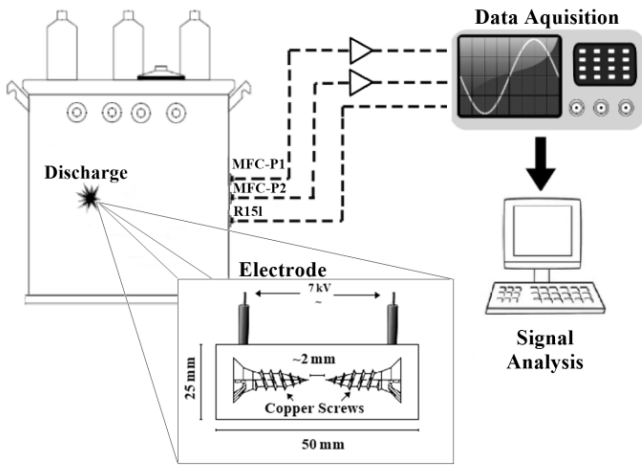 Data Aquisition
MFC-P1
Discharge
MFC-P2
R15I
Electrode
7 kV
~
~2 mm
25 mm
Copper Screws
50 mm
Signal
Analysis